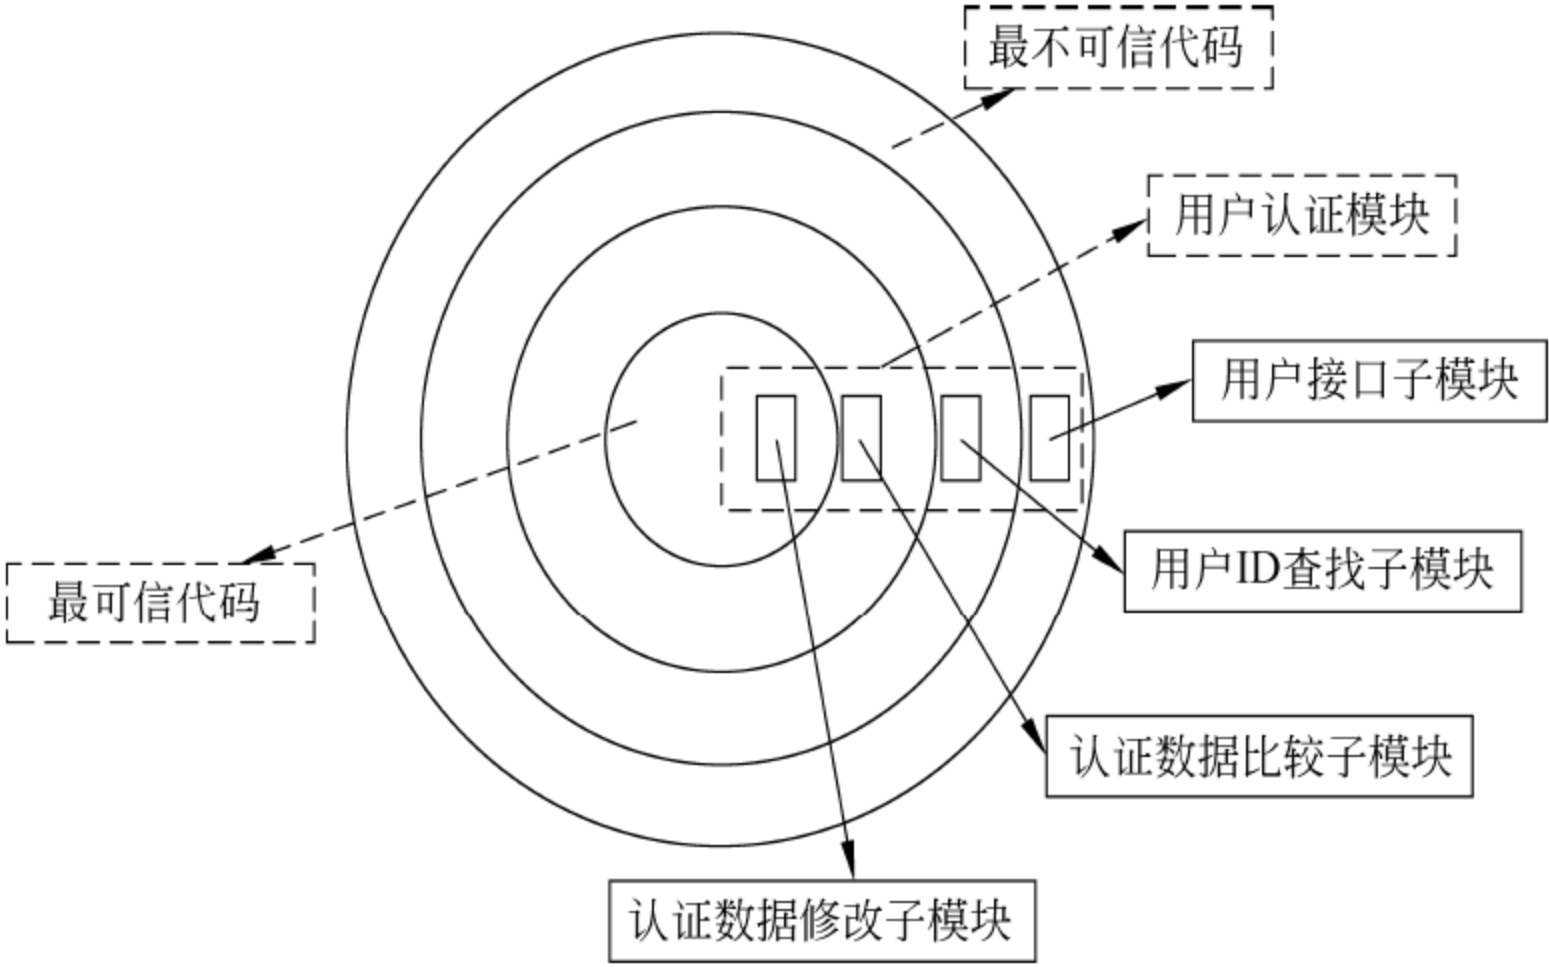 最不可信代码
用户认证模块
用户接口子模块
用户ID查找子模块
最可信代码
认证数据比较子模块
认证数据修改子模块